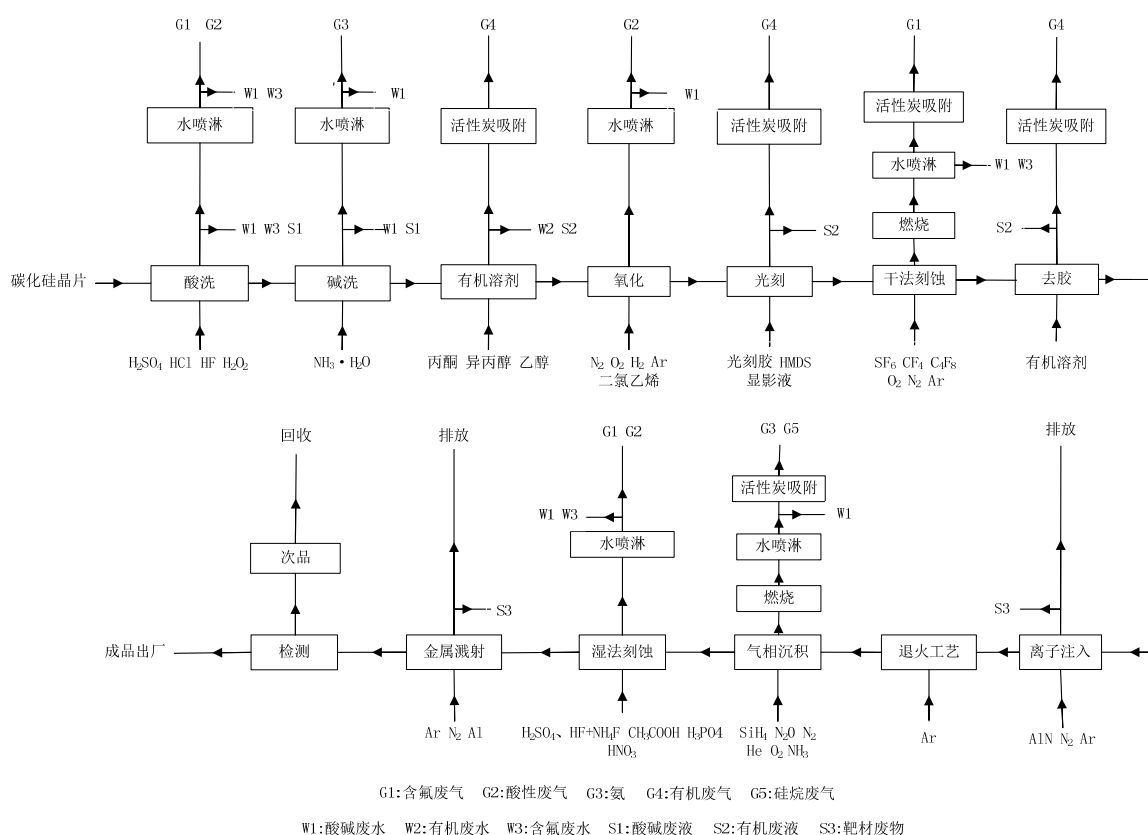 G1 G2
G3
G4
G2
G4
G1
G4
W1 W3
W1
W1
水喷淋
水喷淋
活性炭吸附
水喷淋
活性炭吸附
活性炭吸附
活性炭吸附
水喷淋
W1 W3
燃烧
W1 W3 S1
W1 S1
W2 S2
S2
S2
碳化硅晶片
酸洗
碱洗
有机溶剂
氧化
光刻
干法刻蚀
去胶
H₂SO₄ HCl HF H₂O₂
NH₃·H₂O
丙酮 异丙醇 乙醇
N₂ O₂ H₂ Ar
二氯乙烯
光刻胶 HMDS
显影液
SF₆ CF₄ C₄F₈
O₂ N₂ Ar
有机溶剂
回收
排放
G1 G2
G3 G5
排放
活性炭吸附
W1 W3
W1
次品
水喷淋
水喷淋
燃烧
S3
S3
成品出厂
检测
金属溅射
湿法刻蚀
气相沉积
退火工艺
离子注入
Ar N₂ Al
H₂SO₄、HF+NH₄F CH₃COOH H₃PO4
HNO₃
SiH₄ N₂O N₂
He O₂ NH₃
Ar
AlN N₂ Ar
G1:含氟废气 G2:酸性废气 G3:氨 G4:有机废气 G5:硅烷废气
W1:酸碱废水 W2:有机废水 W3:含氟废水 S1:酸碱废液 S2:有机废液 S3:靶材废物